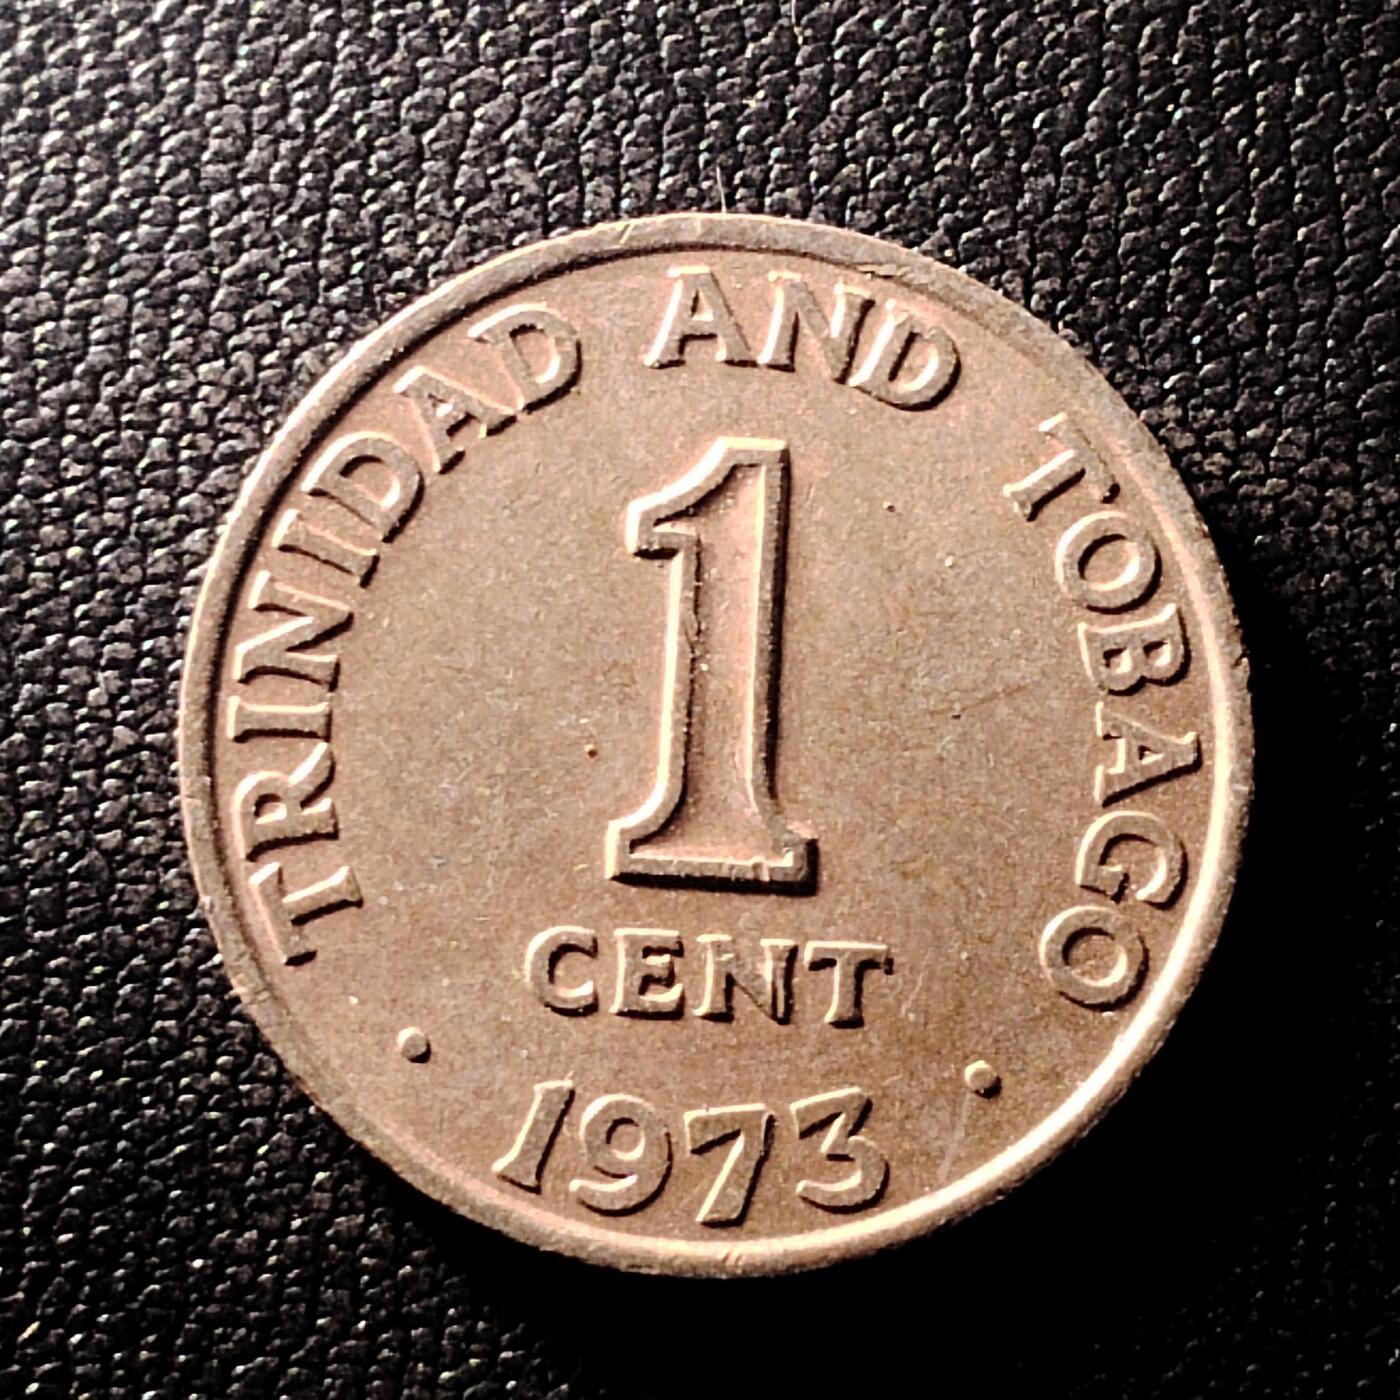 TRINIDAD AND TOBAGO
1
CENT
· 1973 ·